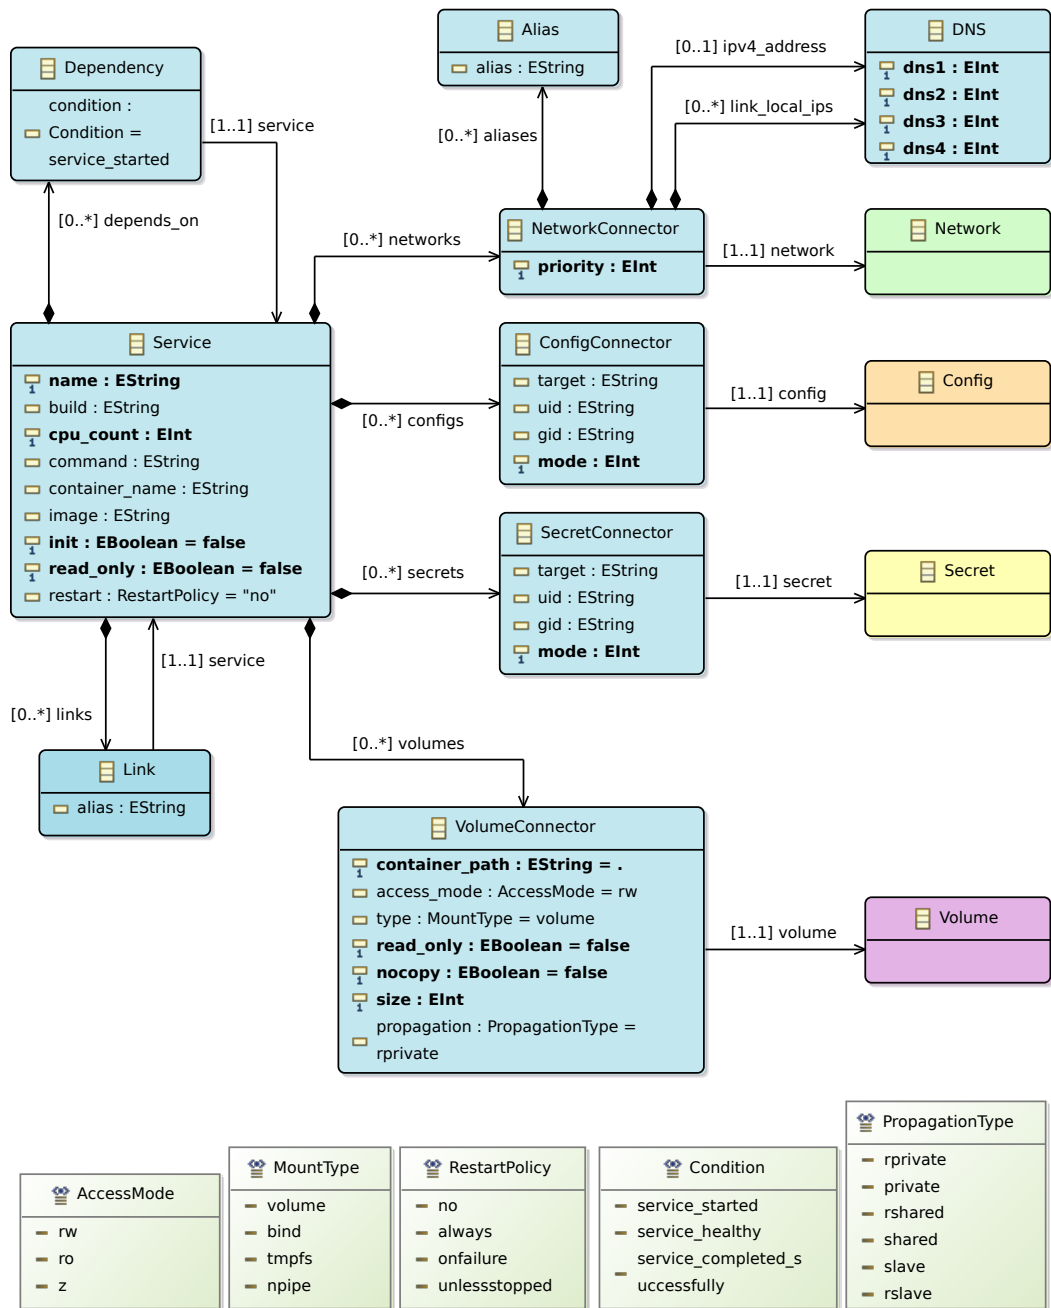 Alias
alias : EString
DNS
dns1 : EInt
dns2 : EInt
dns3 : EInt
dns4 : EInt
[0..1] ipv4_address
[0..*] link_local_ips
[0..*] aliases
Dependency
condition :
Condition =
service_started
[1..1] service
[0..*] depends_on
[0..*] networks
NetworkConnector
priority : EInt
[1..1] network
Network
Service
name : EString
build : EString
cpu_count : EInt
command : EString
container_name : EString
image : EString
init : EBoolean = false
read_only : EBoolean = false
restart : RestartPolicy = "no"
[0..*] configs
ConfigConnector
target : EString
uid : EString
gid : EString
mode : EInt
[1..1] config
Config
[0..*] secrets
SecretConnector
target : EString
uid : EString
gid : EString
mode : EInt
[1..1] secret
Secret
[1..1] service
[0..*] links
Link
alias : EString
[0..*] volumes
VolumeConnector
container_path : EString = .
access_mode : AccessMode = rw
type : MountType = volume
read_only : EBoolean = false
nocopy : EBoolean = false
size : EInt
propagation : PropagationType =
rprivate
[1..1] volume
Volume
AccessMode
rw
ro
z
MountType
volume
bind
tmpfs
npipe
RestartPolicy
no
always
onfailure
unlessstopped
Condition
service_started
service_healthy
service_completed_s
uccessfully
PropagationType
rprivate
private
rshared
shared
slave
rslave